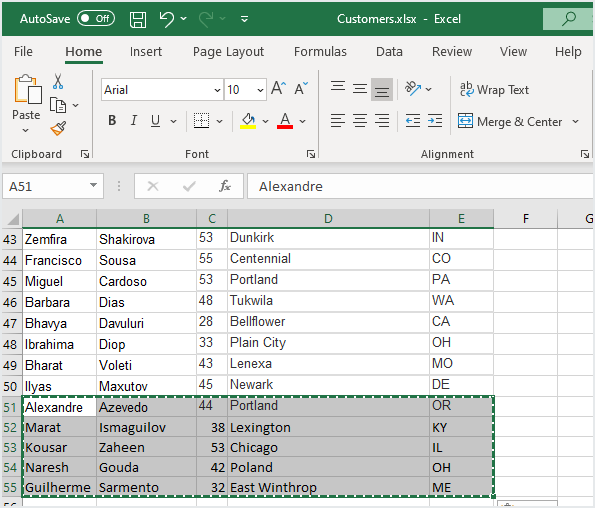 AutoSave Off Customers.xlsx - Excel
File Home Insert Page Layout Formulas Data Review View Help
Paste Arial 10 A A Wrap Text
B I U A Merge & Center
Clipboard Font Alignment
A51 fx Alexandre
A B C D E F G
43 Zemfira Shakirova 53 Dunkirk IN
44 Francisco Sousa 55 Centennial CO
45 Miguel Cardoso 53 Portland PA
46 Barbara Dias 48 Tukwila WA
47 Bhavya Davuluri 28 Bellflower CA
48 Ibrahima Diop 33 Plain City OH
49 Bharat Voleti 43 Lenexa MO
50 Ilyas Maxutov 45 Newark DE
51 Alexandre Azevedo 44 Portland OR
52 Marat Ismaguilov 38 Lexington KY
53 Kousar Zaheen 53 Chicago IL
54 Naresh Gouda 42 Poland OH
55 Guilherme Sarmento 32 East Winthrop ME